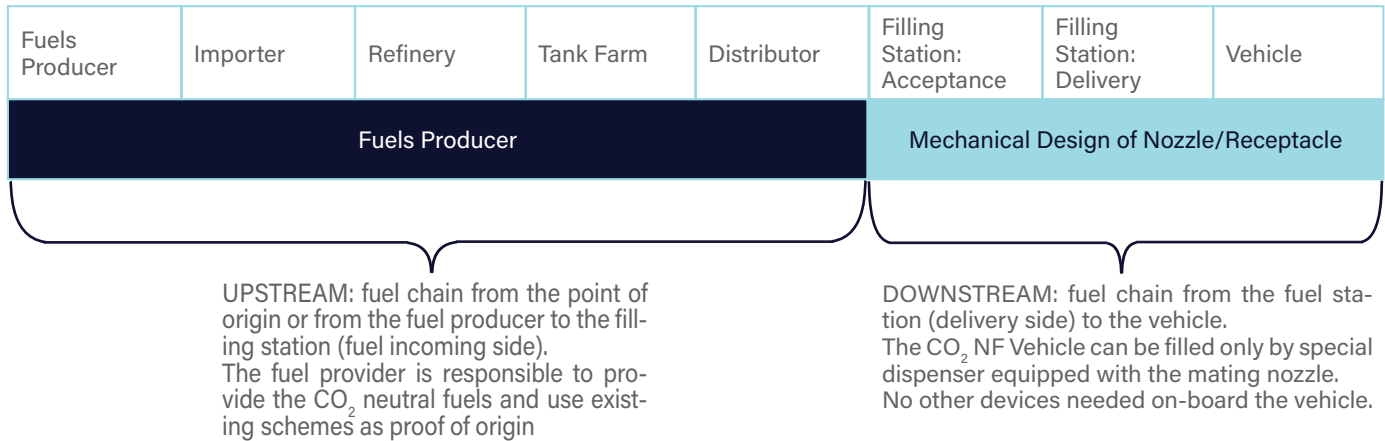 Fuels
Producer
Importer
Refinery
Tank Farm
Distributor
Filling
Station:
Acceptance
Filling
Station:
Delivery
Vehicle
Fuels Producer
Mechanical Design of Nozzle/Receptacle
UPSTREAM: fuel chain from the point of
origin or from the fuel producer to the fill-
ing station (fuel incoming side).
The fuel provider is responsible to pro-
vide the CO₂ neutral fuels and use exist-
ing schemes as proof of origin
DOWNSTREAM: fuel chain from the fuel sta-
tion (delivery side) to the vehicle.
The CO₂ NF Vehicle can be filled only by special
dispenser equipped with the mating nozzle.
No other devices needed on-board the vehicle.